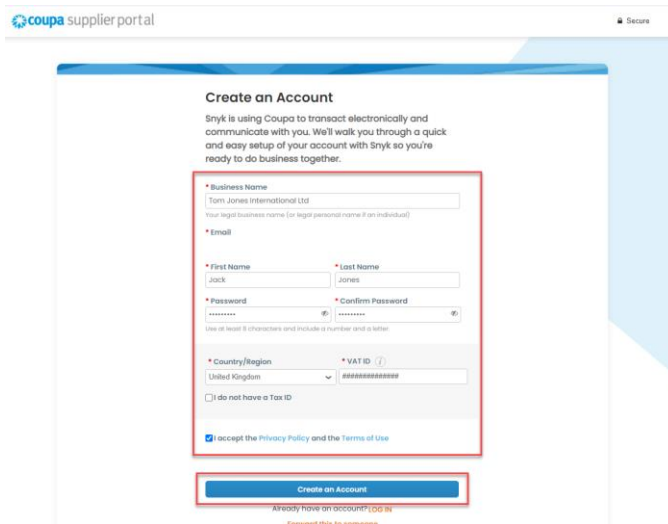 coupa supplier portal
Secure
Create an Account
Snyk is using Coupa to transact electronically and
communicate with you. We'll walk you through a quick
and easy setup of your account with Snyk so you're
ready to do business together.
* Business Name
Tom Jones International Ltd
Your legal business name (or legal personal name if an individual)
* Email
* First Name * Last Name
Jack Jones
* Password * Confirm Password
••••••••• •••••••••
Use at least 8 characters and include a number and a letter
* Country/Region * VAT ID i
United Kingdom ##############
I do not have a Tax ID
I accept the Privacy Policy and the Terms of Use
Create an Account
Already have an account? LOG IN
Forward this to someone